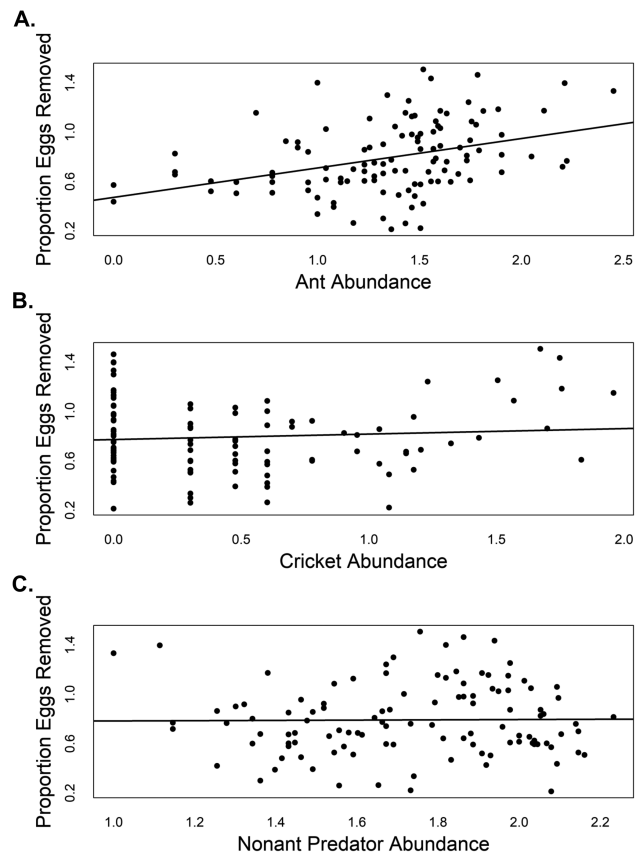 A.
Proportion Eggs Removed
1.4
1.0
0.6
0.2
0.0 0.5 1.0 1.5 2.0 2.5
Ant Abundance
B.
Proportion Eggs Removed
1.4
1.0
0.6
0.2
0.0 0.5 1.0 1.5 2.0
Cricket Abundance
C.
Proportion Eggs Removed
1.4
1.0
0.6
0.2
1.0 1.2 1.4 1.6 1.8 2.0 2.2
Nonant Predator Abundance